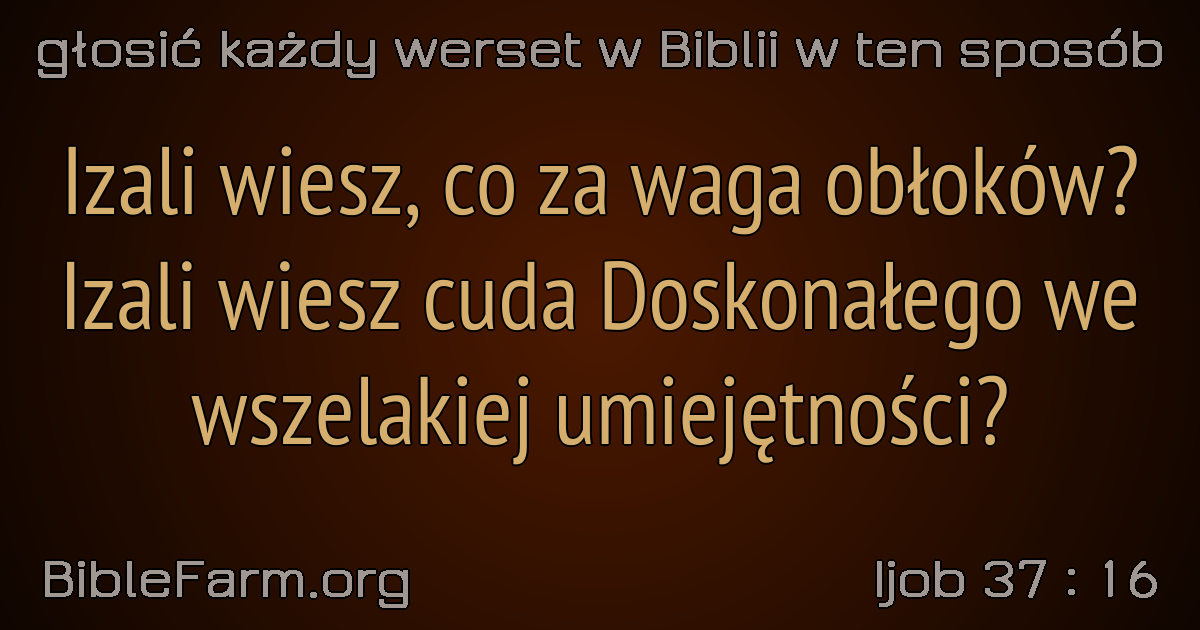 głosić każdy werset w Biblii w ten sposób
Izali wiesz, co za waga obłoków?
Izali wiesz cuda Doskonałego we
wszelakiej umiejętności?
BibleFarm.org
Ijob 37 : 16